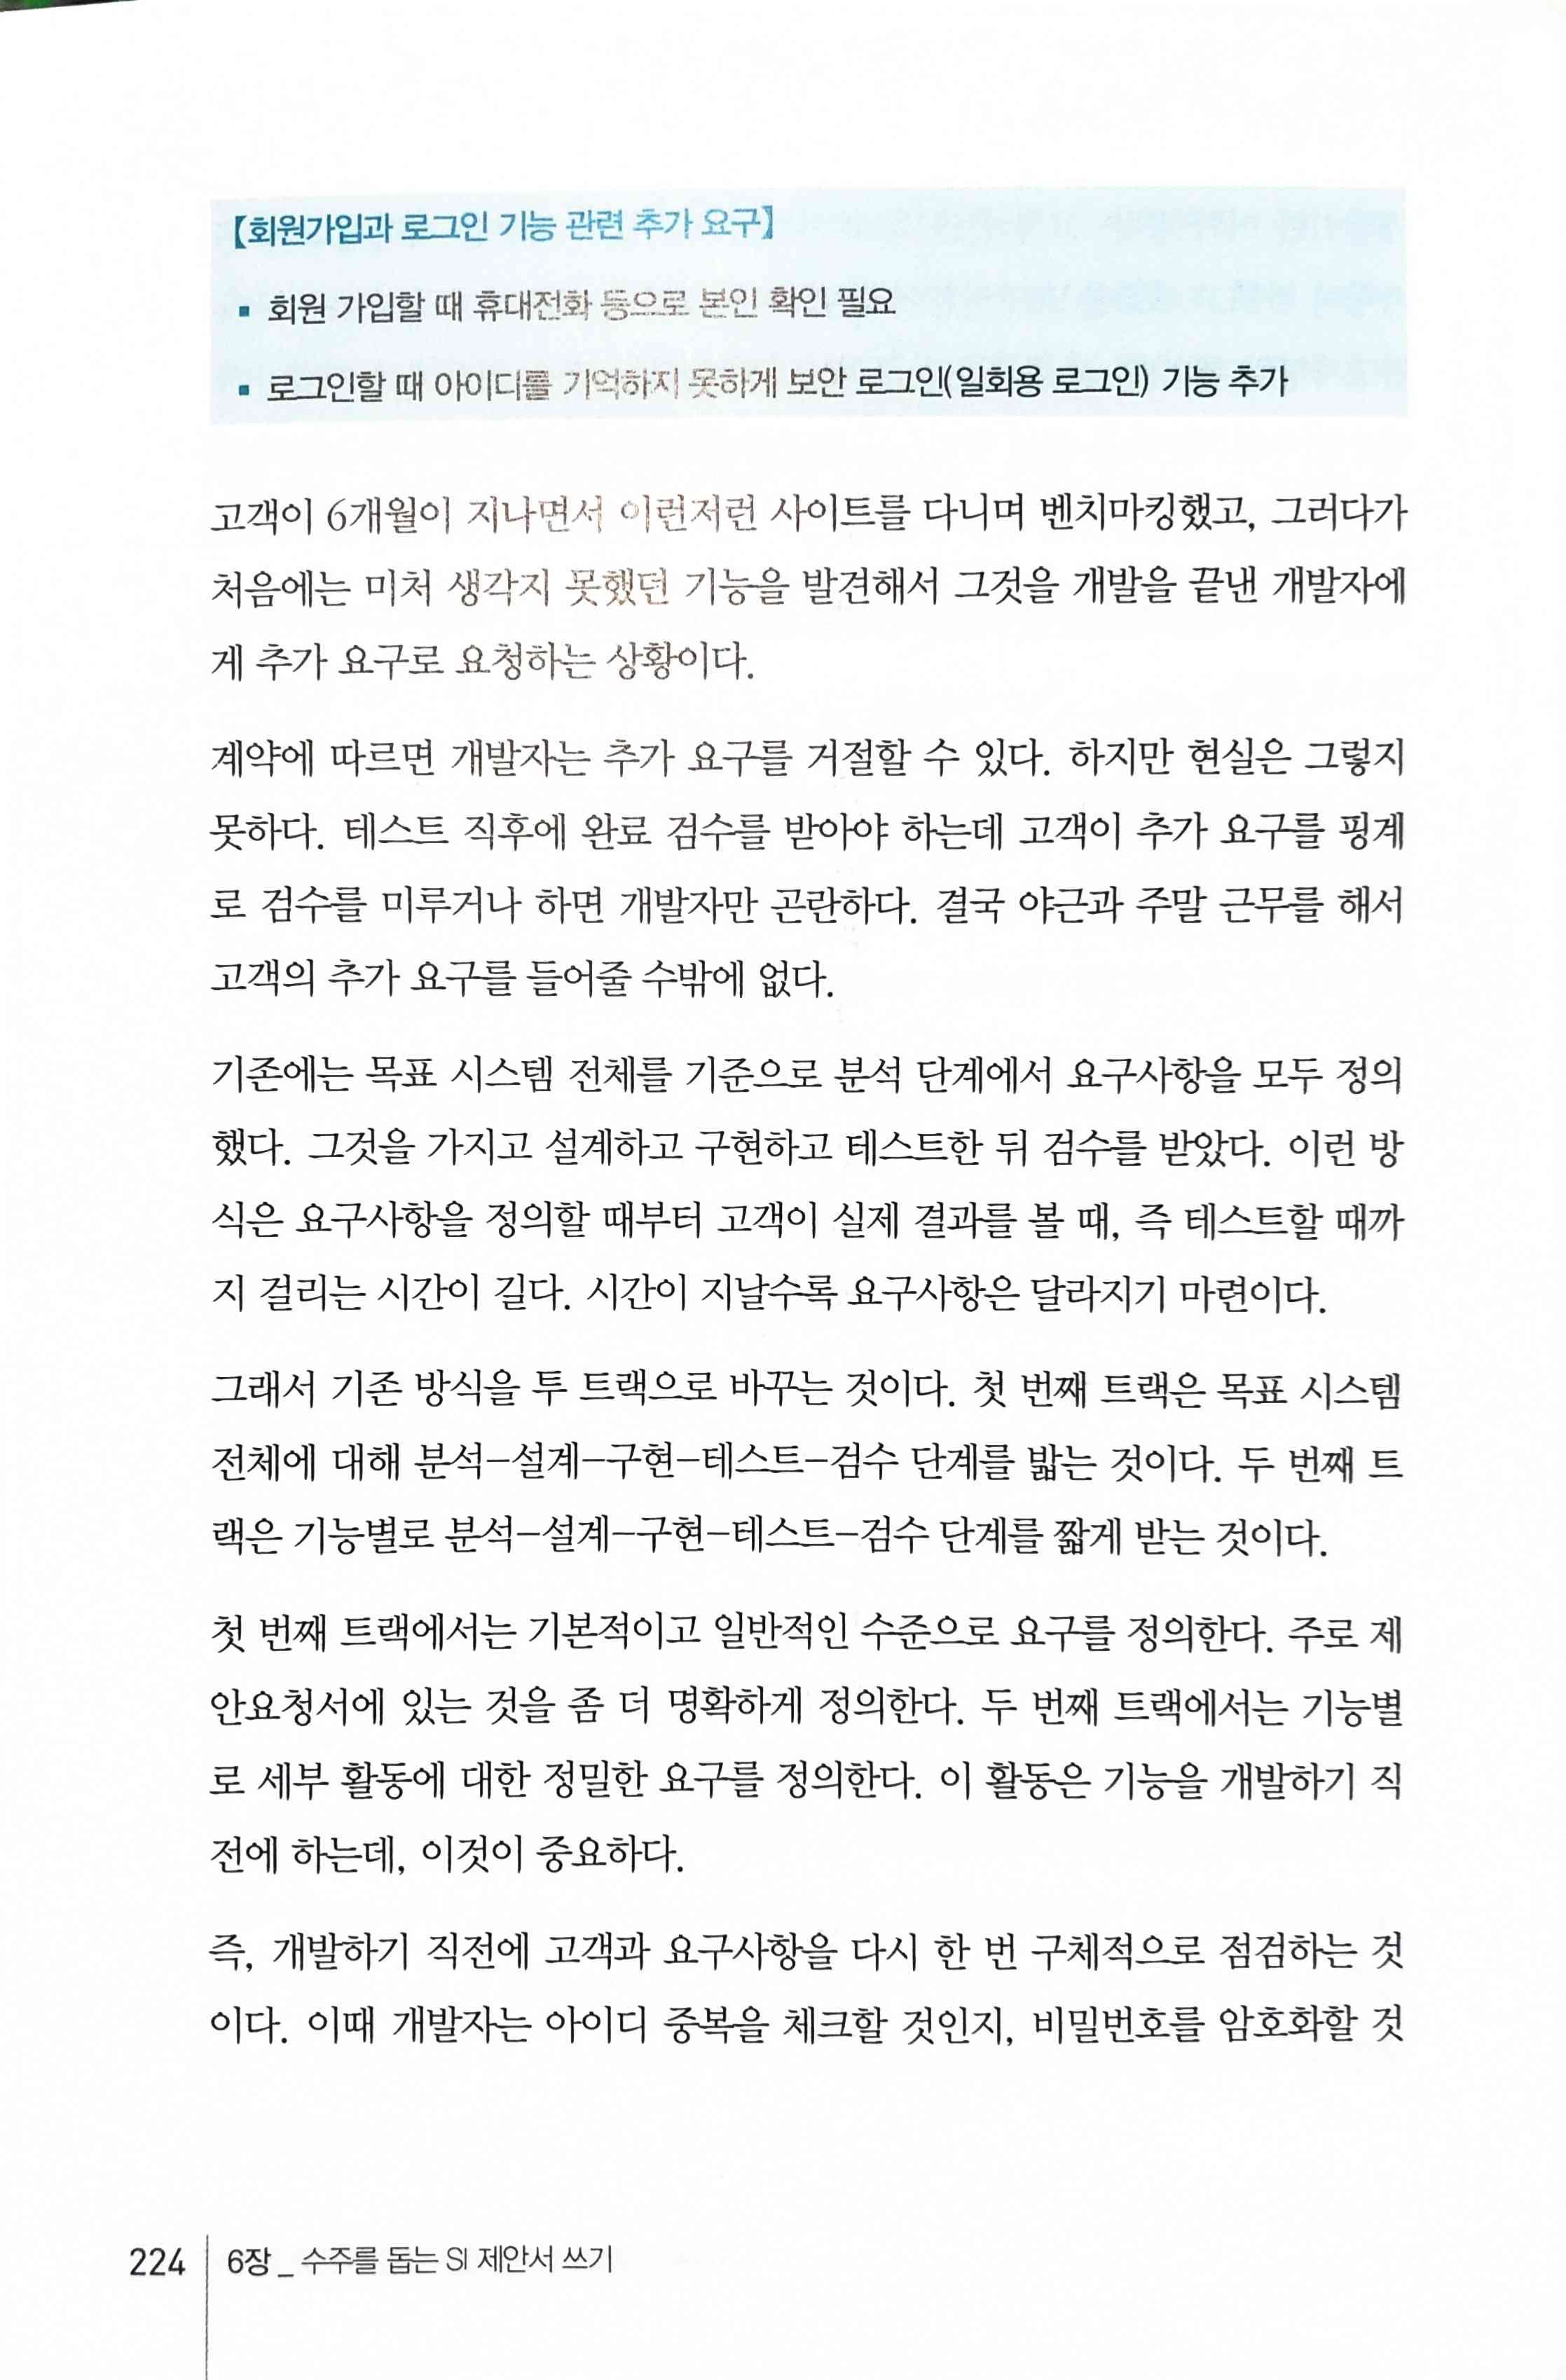 【회원가입과 로그인 기능 관련 추가 요구】
▪ 회원 가입할 때 휴대전화 등으로 본인 확인 필요
▪ 로그인할 때 아이디를 기억하지 못하게 보안 로그인(일회용 로그인) 기능 추가
고객이 6개월이 지나면서 이런저런 사이트를 다니며 벤치마킹했고, 그러다가
처음에는 미처 생각지 못했던 기능을 발견해서 그것을 개발을 끝낸 개발자에
게 추가 요구로 요청하는 상황이다.
계약에 따르면 개발자는 추가 요구를 거절할 수 있다. 하지만 현실은 그렇지
못하다. 테스트 직후에 완료 검수를 받아야 하는데 고객이 추가 요구를 핑계
로 검수를 미루거나 하면 개발자만 곤란하다. 결국 야근과 주말 근무를 해서
고객의 추가 요구를 들어줄 수밖에 없다.
기존에는 목표 시스템 전체를 기준으로 분석 단계에서 요구사항을 모두 정의
했다. 그것을 가지고 설계하고 구현하고 테스트한 뒤 검수를 받았다. 이런 방
식은 요구사항을 정의할 때부터 고객이 실제 결과를 볼 때, 즉 테스트할 때까
지 걸리는 시간이 길다. 시간이 지날수록 요구사항은 달라지기 마련이다.
그래서 기존 방식을 투 트랙으로 바꾸는 것이다. 첫 번째 트랙은 목표 시스템
전체에 대해 분석-설계-구현-테스트-검수 단계를 밟는 것이다. 두 번째 트
랙은 기능별로 분석-설계-구현-테스트-검수 단계를 짧게 받는 것이다.
첫 번째 트랙에서는 기본적이고 일반적인 수준으로 요구를 정의한다. 주로 제
안요청서에 있는 것을 좀 더 명확하게 정의한다. 두 번째 트랙에서는 기능별
로 세부 활동에 대한 정밀한 요구를 정의한다. 이 활동은 기능을 개발하기 직
전에 하는데, 이것이 중요하다.
즉, 개발하기 직전에 고객과 요구사항을 다시 한 번 구체적으로 점검하는 것
이다. 이때 개발자는 아이디 중복을 체크할 것인지, 비밀번호를 암호화할 것
224 6장 _ 수주를 돕는 SI 제안서 쓰기